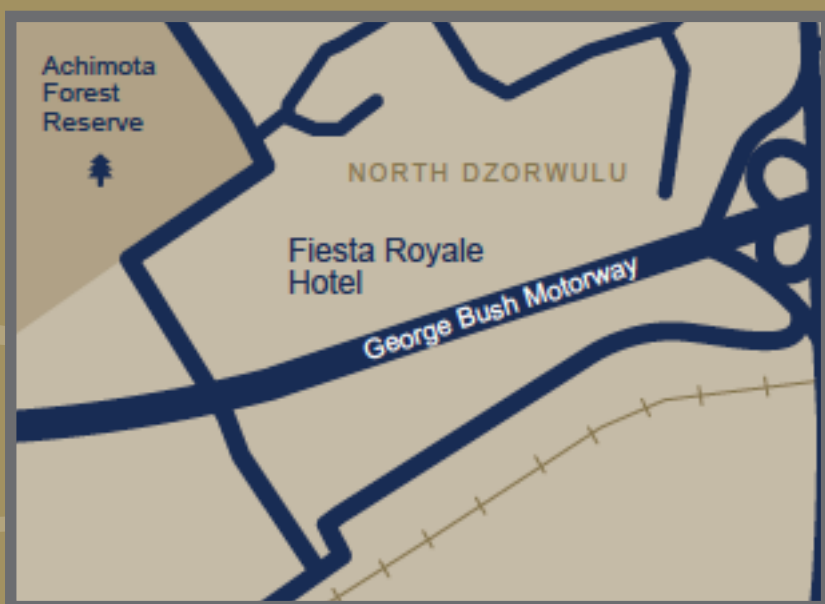 Achimota
Forest
Reserve
NORTH DZORWULU
Fiesta Royale
Hotel
George Bush Motorway